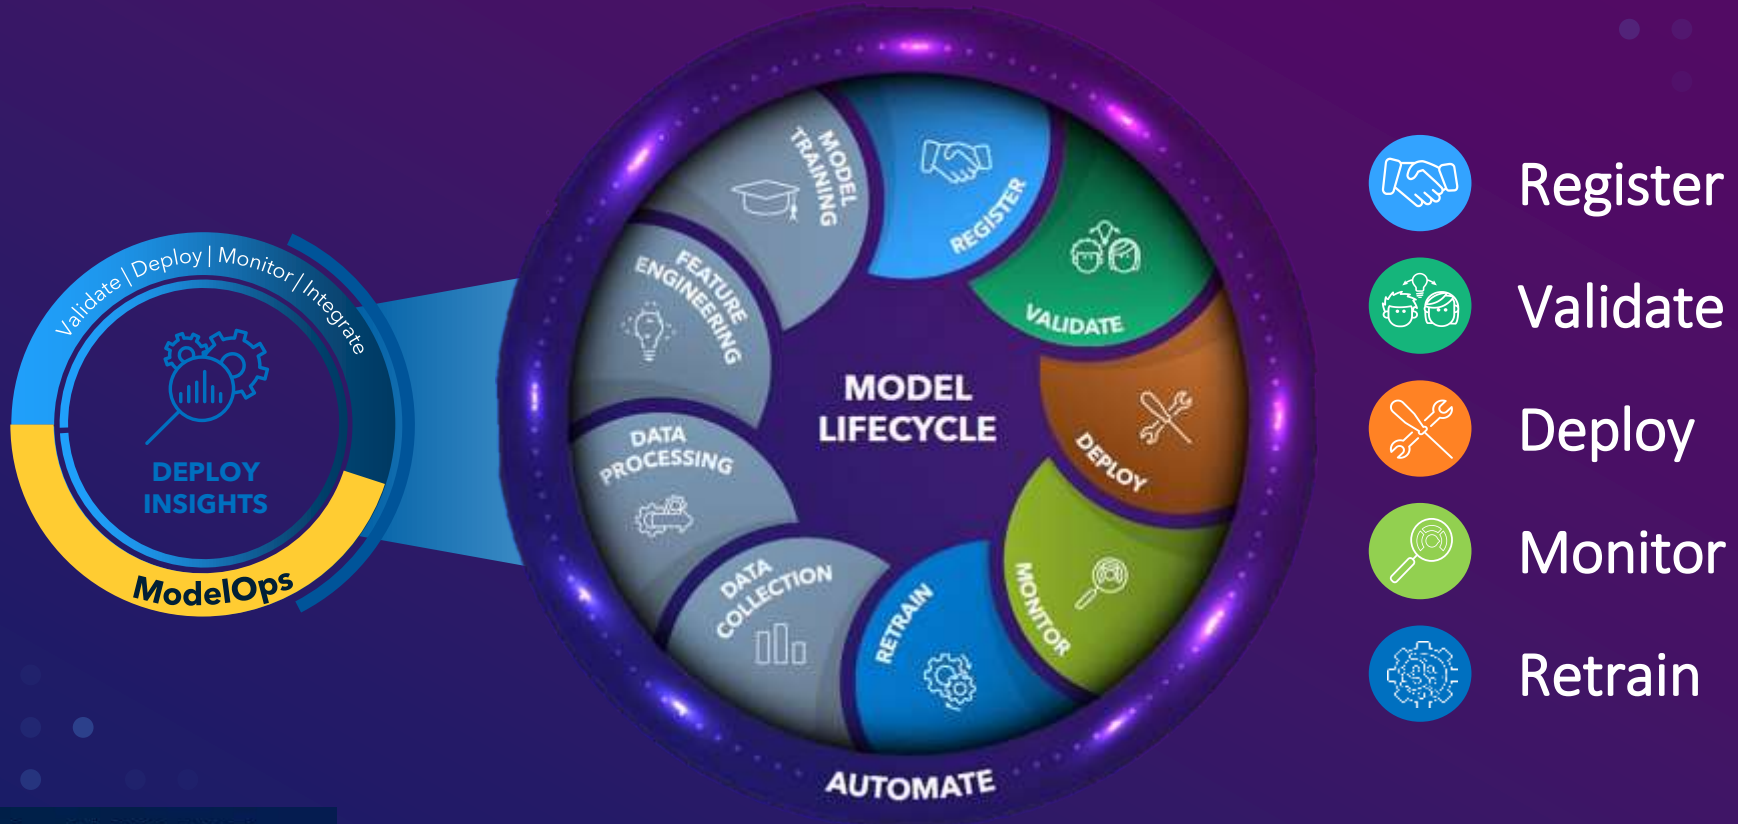 Validate | Deploy | Monitor | Integrate
DEPLOY
INSIGHTS
ModelOps
MODEL
TRAINING
REGISTER
FEATURE
ENGINEERING
VALIDATE
MODEL
LIFECYCLE
DATA
PROCESSING
DEPLOY
DATA
COLLECTION
RETRAIN
MONITOR
AUTOMATE
Register
Validate
Deploy
Monitor
Retrain